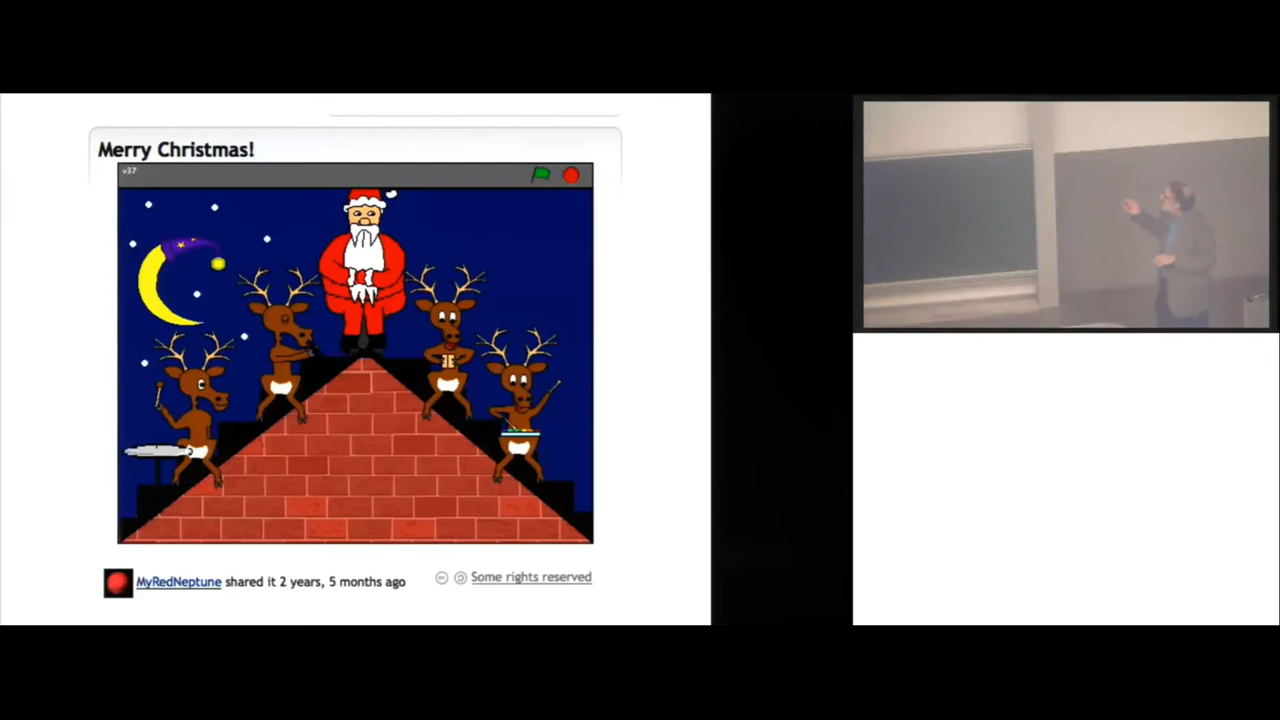 Merry Christmas!
v37
MyRedNeptune shared it 2 years, 5 months ago
Some rights reserved